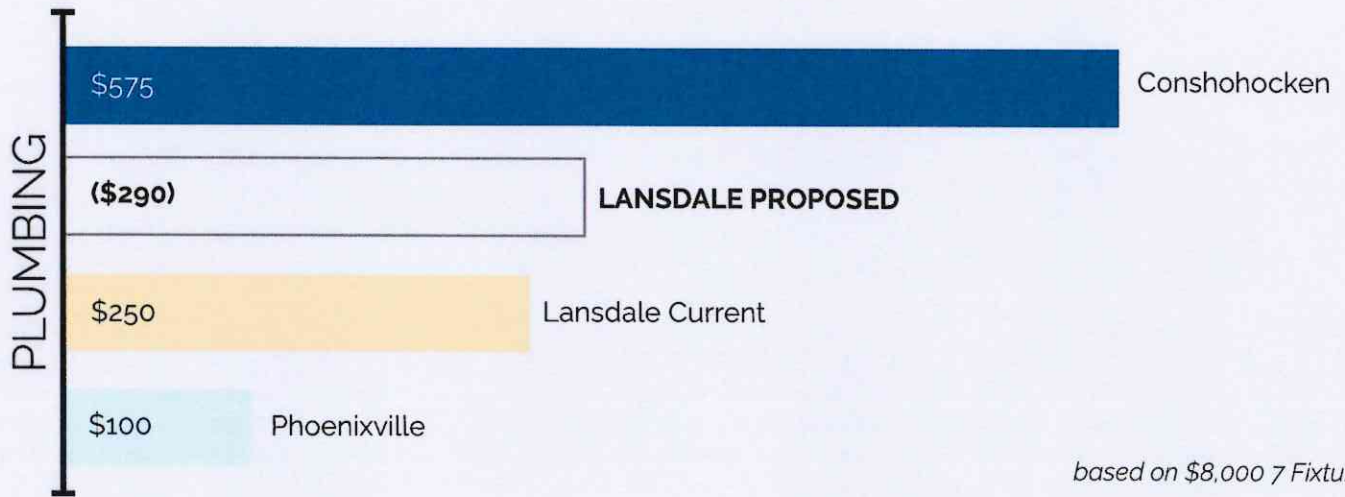 PLUMBING
$575 Conshohocken
($290) LANSDALE PROPOSED
$250 Lansdale Current
$100 Phoenixville
based on $8,000 7